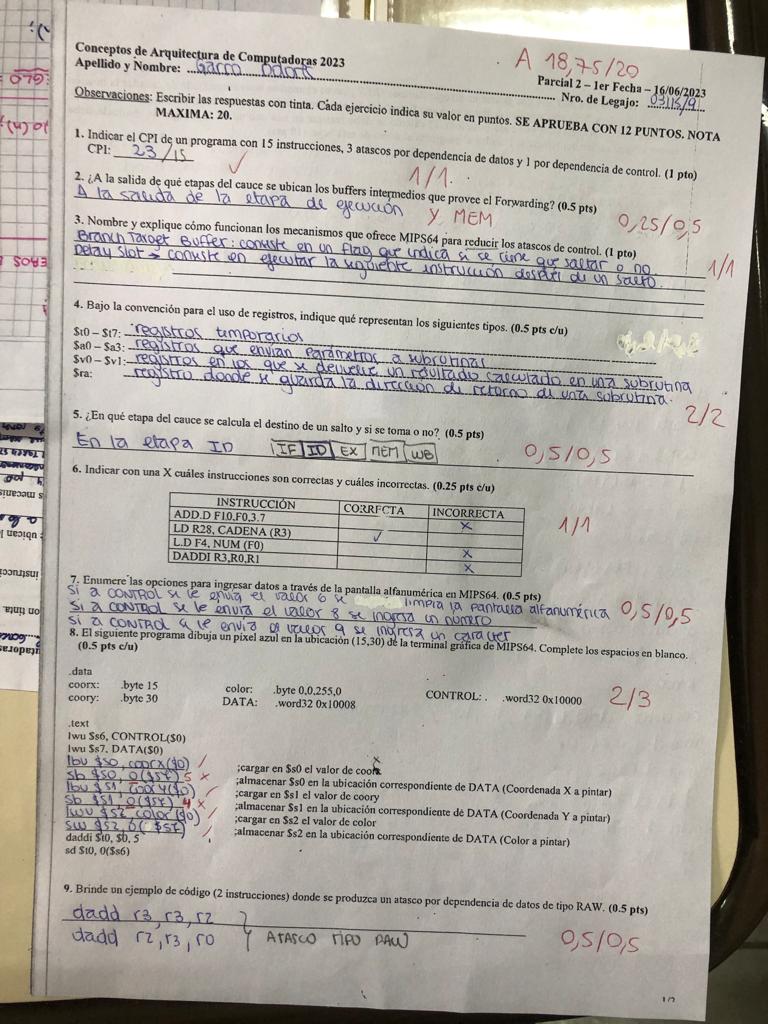 Conceptos de Arquitectura de Computadoras 2023
A 18,75/20
Apellido y Nombre: ..Garro
Parcial 2 – 1er Fecha – 16/06/2023
Nro. de Legajo:
Observaciones: Escribir las respuestas con tinta. Cada ejercicio indica su valor en puntos. SE APRUEBA CON 12 PUNTOS. NOTA
MAXIMA: 20.
1. Indicar el CPI de un programa con 15 instrucciones, 3 atascos por dependencia de datos y 1 por dependencia de control. (1 pto)
CPI: 23/15
1/1.
2. ¿A la salida de qué etapas del cauce se ubican los buffers intermedios que provee el Forwarding? (0.5 pts)
A la salida de la etapa de ejecución y MEM
0,25/0,5
3. Nombre y explique cómo funcionan los mecanismos que ofrece MIPS64 para reducir los atascos de control. (1 pto)
Branch Target Buffer: consiste en un flag que indica si se tiene que saltar o no.
Delay Slot → consiste en ejecutar la siguiente instrucción después de un salto.
1/1
4. Bajo la convención para el uso de registros, indique qué representan los siguientes tipos. (0.5 pts c/u)
$t0 – $t7: registros temporarios
$a0 – $a3: registros que envian parámetros a subrutinas
$v0 – $v1: registros en los que se devuelve un resultado calculado en una subrutina
$ra: registro donde se guarda la dirección de retorno de una subrutina.
2/2
5. ¿En qué etapa del cauce se calcula el destino de un salto y si se toma o no? (0.5 pts)
En la etapa ID IF ID EX MEM WB
0,5/0,5
6. Indicar con una X cuáles instrucciones son correctas y cuáles incorrectas. (0.25 pts c/u)
INSTRUCCIÓN CORRECTA INCORRECTA
ADD.D F10,F0,3.7 X
LD R28, CADENA (R3) ✓
L.D F4, NUM (F0) X
DADDI R3,R0,R1 X
1/1
7. Enumere las opciones para ingresar datos a través de la pantalla alfanumérica en MIPS64. (0.5 pts)
si a CONTROL se le envia el valor 6 se limpia la pantalla alfanumérica
si a CONTROL se le envia el valor 8 se ingresa un numero
si a CONTROL se le envia el valor 9 se ingresa un caracter
0,5/0,5
8. El siguiente programa dibuja un píxel azul en la ubicación (15,30) de la terminal gráfica de MIPS64. Complete los espacios en blanco.
(0.5 pts c/u)
.data
coorx: .byte 15 color: .byte 0,0,255,0 CONTROL: . .word32 0x10000
coory: .byte 30 DATA: .word32 0x10008
2/3
.text
lwu $s6, CONTROL($0)
lwu $s7, DATA($0)
lbu $s0, coorx($0) ;cargar en $s0 el valor de coorx
sb $s0, 0($s7) 5 x ;almacenar $s0 en la ubicación correspondiente de DATA (Coordenada X a pintar)
lbu $s1, coory($0) ;cargar en $s1 el valor de coory
sb $s1, 0($s7) 4 x ;almacenar $s1 en la ubicación correspondiente de DATA (Coordenada Y a pintar)
lwu $s2, color($0) ;cargar en $s2 el valor de color
sw $s2, 0($s7) ;almacenar $s2 en la ubicación correspondiente de DATA (Color a pintar)
daddi $t0, $0, 5
sd $t0, 0($s6)
9. Brinde un ejemplo de código (2 instrucciones) donde se produzca un atasco por dependencia de datos de tipo RAW. (0.5 pts)
dadd r3, r3, r2
dadd r2, r3, r0 ATASCO TIPO RAW
0,5/0,5